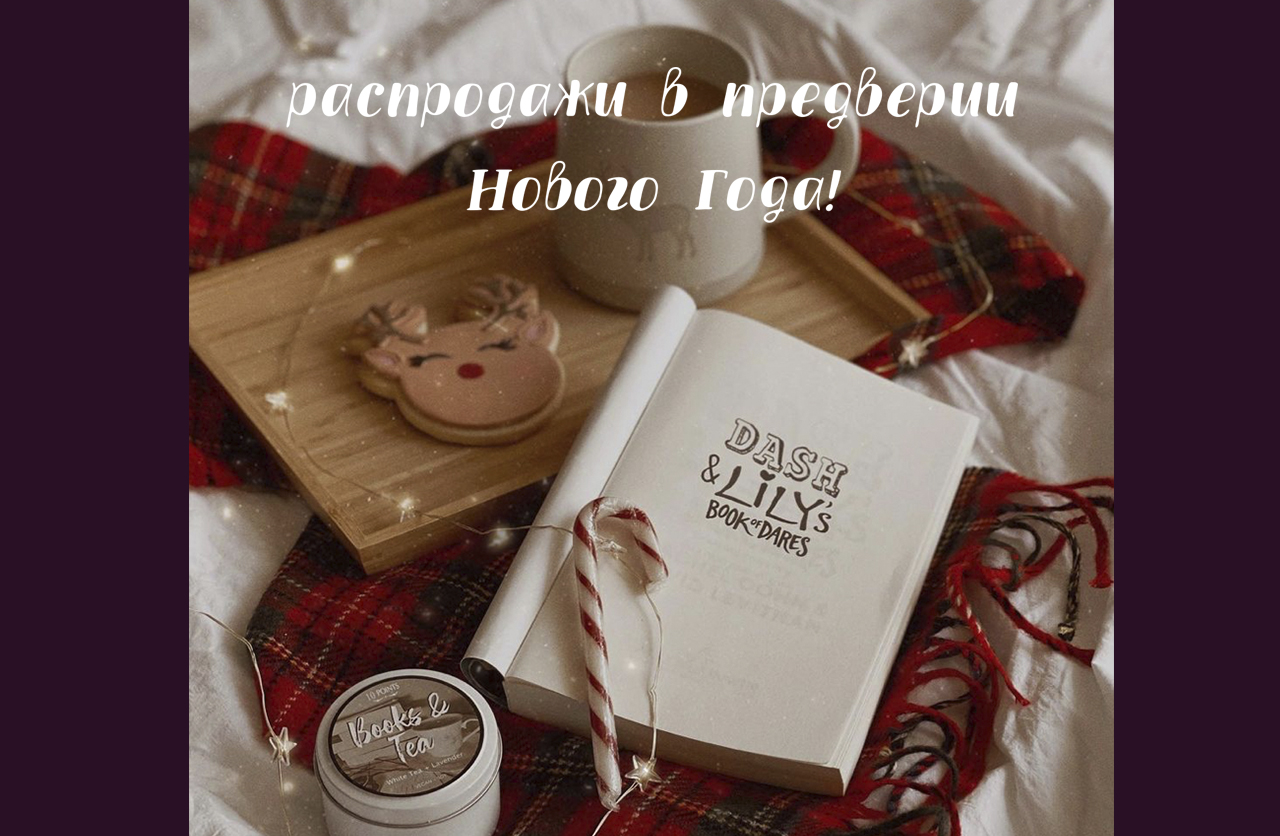 распродажи в предверии
Нового Года!
DASH
& LiLY's
BOOK OF DARES
10 POINTS
Books &
Tea
White Tea + Lavender